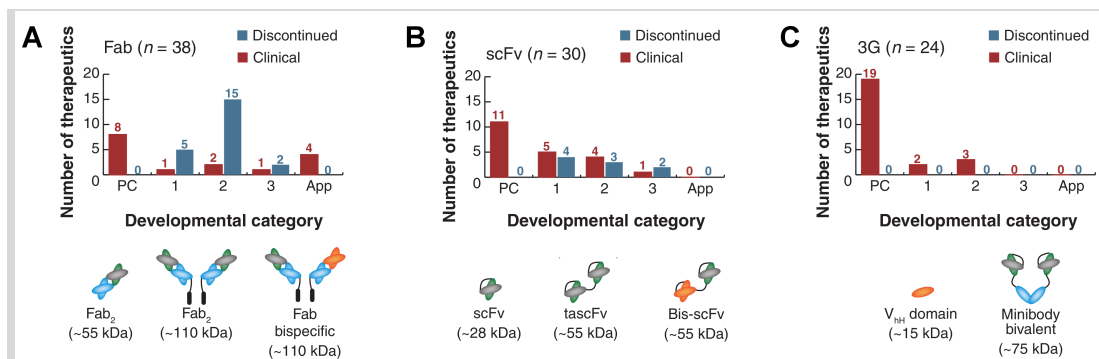 A
Fab (n = 38)
Discontinued
Clinical
Number of therapeutics
20
15
10
5
0
8
0
1
5
2
15
1
2
4
0
PC
1
2
3
App
Developmental category
Fab2
(~55 kDa)
Fab2
(~110 kDa)
Fab
bispecific
(~110 kDa)
B
scFv (n = 30)
Discontinued
Clinical
Number of therapeutics
20
15
10
5
0
11
0
5
4
4
3
1
2
0
0
PC
1
2
3
App
Developmental category
scFv
(~28 kDa)
tascFv
(~55 kDa)
Bis-scFv
(~55 kDa)
C
3G (n = 24)
Discontinued
Clinical
Number of therapeutics
20
15
10
5
0
19
0
2
0
3
0
0
0
0
0
PC
1
2
3
App
Developmental category
VhH domain
(~15 kDa)
Minibody
bivalent
(~75 kDa)